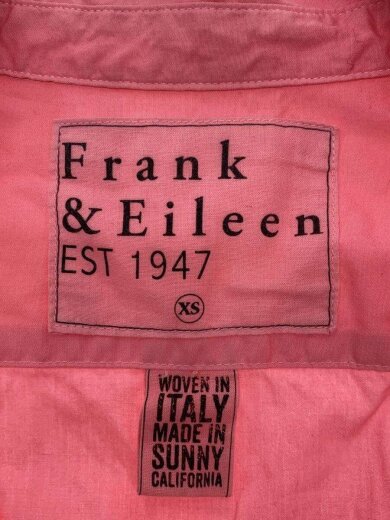 Frank
& Eileen
EST 1947
XS
WOVEN IN
ITALY
MADE IN
SUNNY
CALIFORNIA